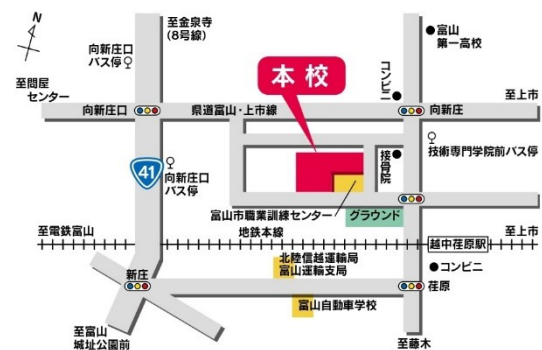 N
至金泉寺
(8号線)
富山
第一高校
向新庄口
バス停
本校
コンビニ
至問屋
センター
向新庄口
県道富山・上市線
向新庄
至上市
技術専門学院前バス停
接骨院
41
向新庄口
バス停
富山市職業訓練センター
グラウンド
至電鉄富山
地鉄本線
越中荏原駅
至上市
北陸信越運輸局
富山運輸支局
コンビニ
新庄
荏原
富山自動車学校
至富山
城址公園前
至藤木